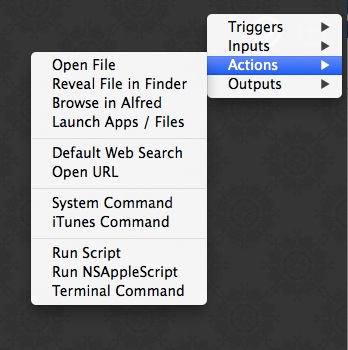 Triggers
Inputs
Actions
Outputs
Open File
Reveal File in Finder
Browse in Alfred
Launch Apps / Files
Default Web Search
Open URL
System Command
iTunes Command
Run Script
Run NSAppleScript
Terminal Command